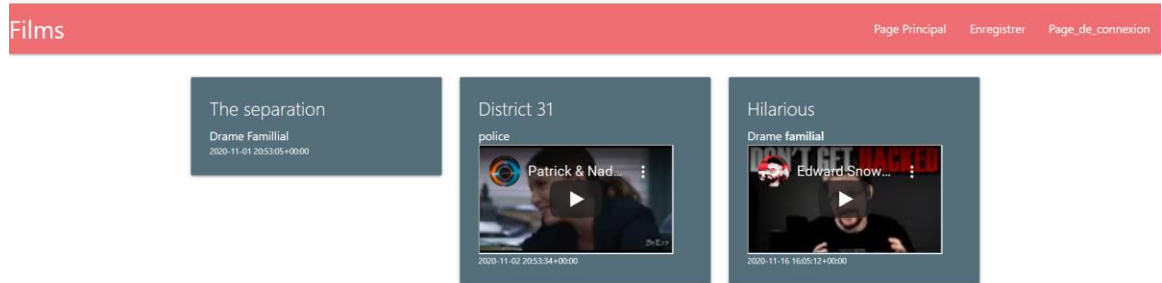 Films
Page Principal Enregistrer Page_de_connexion
The separation
Drame Famillial
2020-11-01 20:53:05+00:00
District 31
police
Patrick & Nad...
2020-11-02 20:53:34+00:00
Hilarious
Drame familial
DON'T GET HACKED
Edward Snow...
2020-11-16 16:05:12+00:00